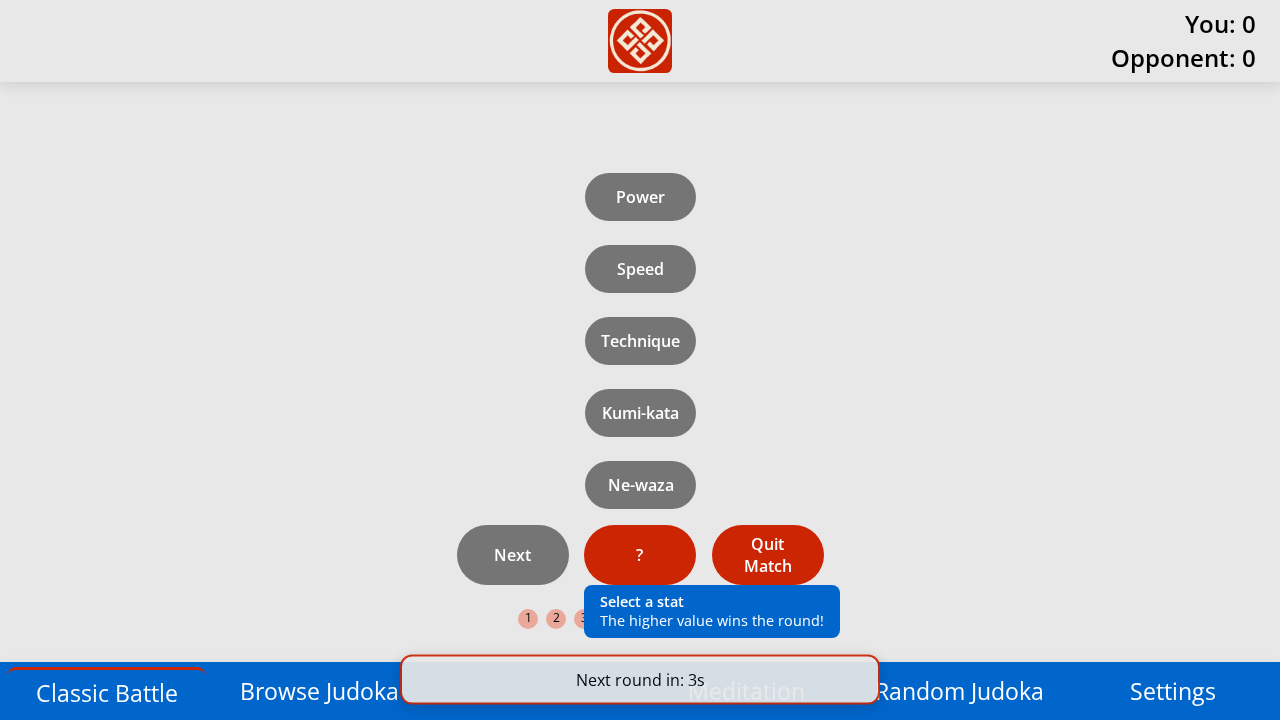 You: 0
Opponent: 0
Power
Speed
Technique
Kumi-kata
Ne-waza
Next
?
Quit
Match
1 2 3
Select a stat
The higher value wins the round!
Next round in: 3s
Classic Battle
Browse Judoka
Meditation
Random Judoka
Settings